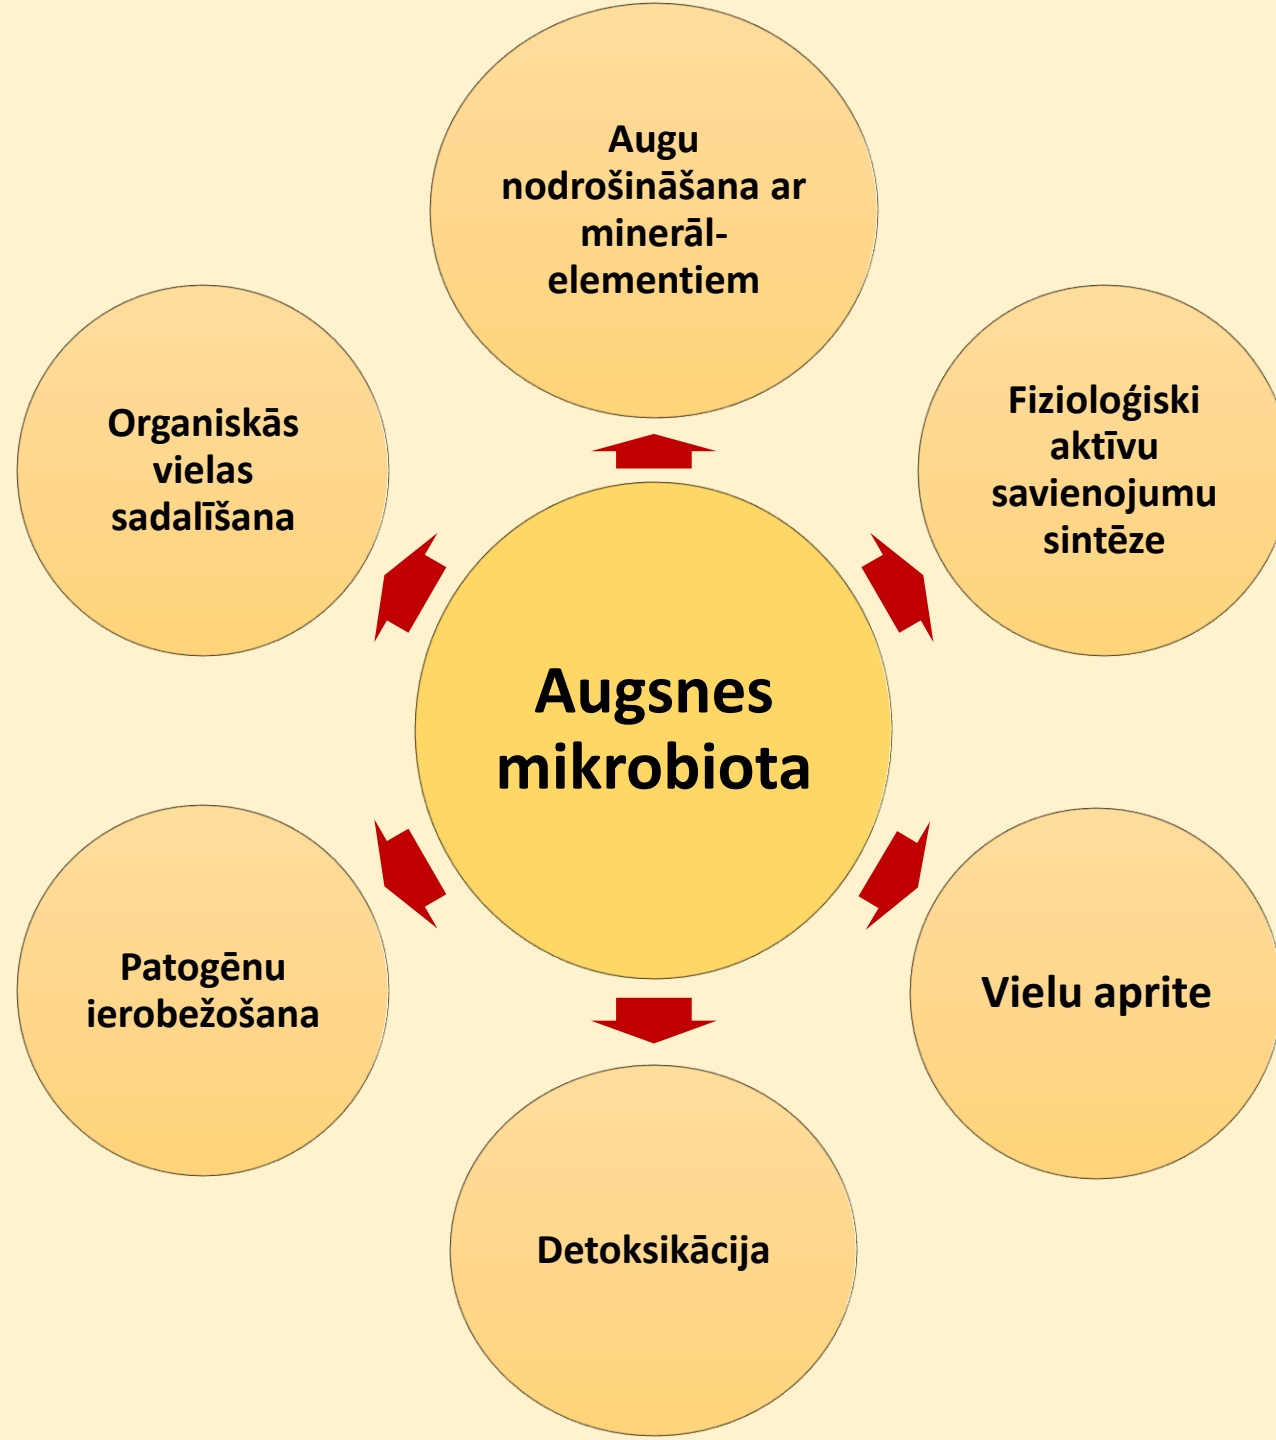 Augu
nodrošināšana ar
minerāl-
elementiem
Fizioloģiski
aktīvu
savienojumu
sintēze
Vielu aprite
Detoksikācija
Patogēnu
ierobežošana
Organiskās
vielas
sadalīšana
Augsnes
mikrobiota